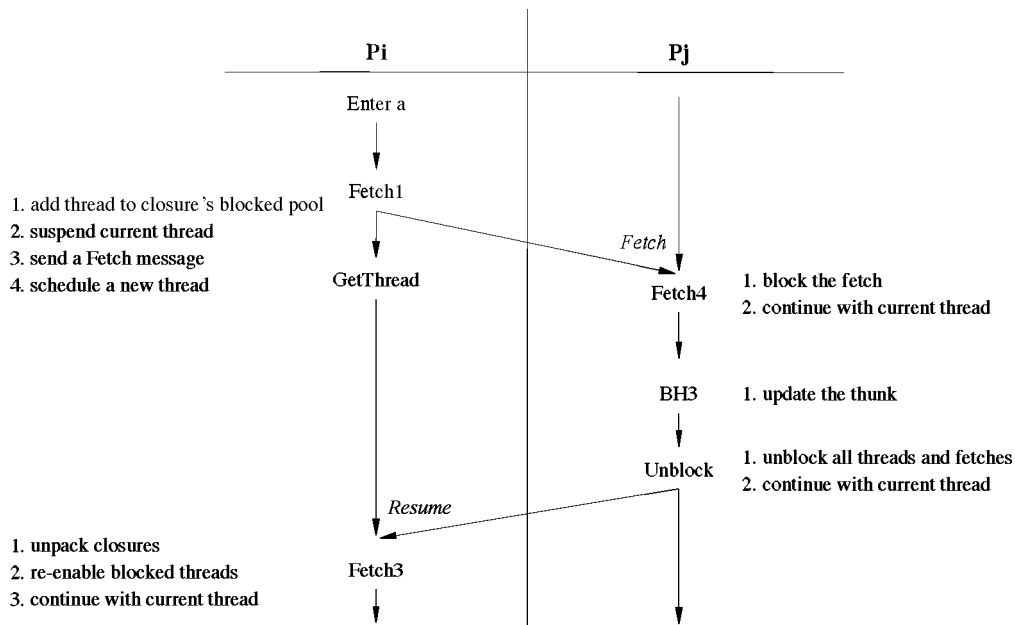 Pi
Pj
Enter a
Fetch1
1. add thread to closure's blocked pool
2. suspend current thread
3. send a Fetch message
4. schedule a new thread
Fetch
GetThread
Fetch4
1. block the fetch
2. continue with current thread
BH3
1. update the thunk
Unblock
1. unblock all threads and fetches
2. continue with current thread
Resume
1. unpack closures
2. re-enable blocked threads
3. continue with current thread
Fetch3